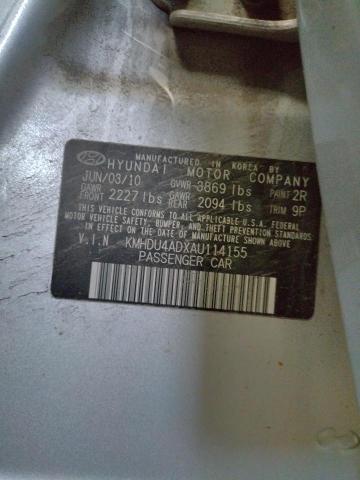 MANUFACTURED IN KOREA BY
HYUNDAI MOTOR COMPANY
JUN/03/10 GVWR 3869 lbs PAINT 2R
GAWR FRONT 2227 lbs GAWR REAR 2094 lbs TRIM 9P
THIS VEHICLE CONFORMS TO ALL APPLICABLE U.S.A. FEDERAL
MOTOR VEHICLE SAFETY, BUMPER, AND THEFT PREVENTION STANDARDS
IN EFFECT ON THE DATE OF MANUFACTURE SHOWN ABOVE.
V.I.N KMHDU4ADXAU114155
PASSENGER CAR